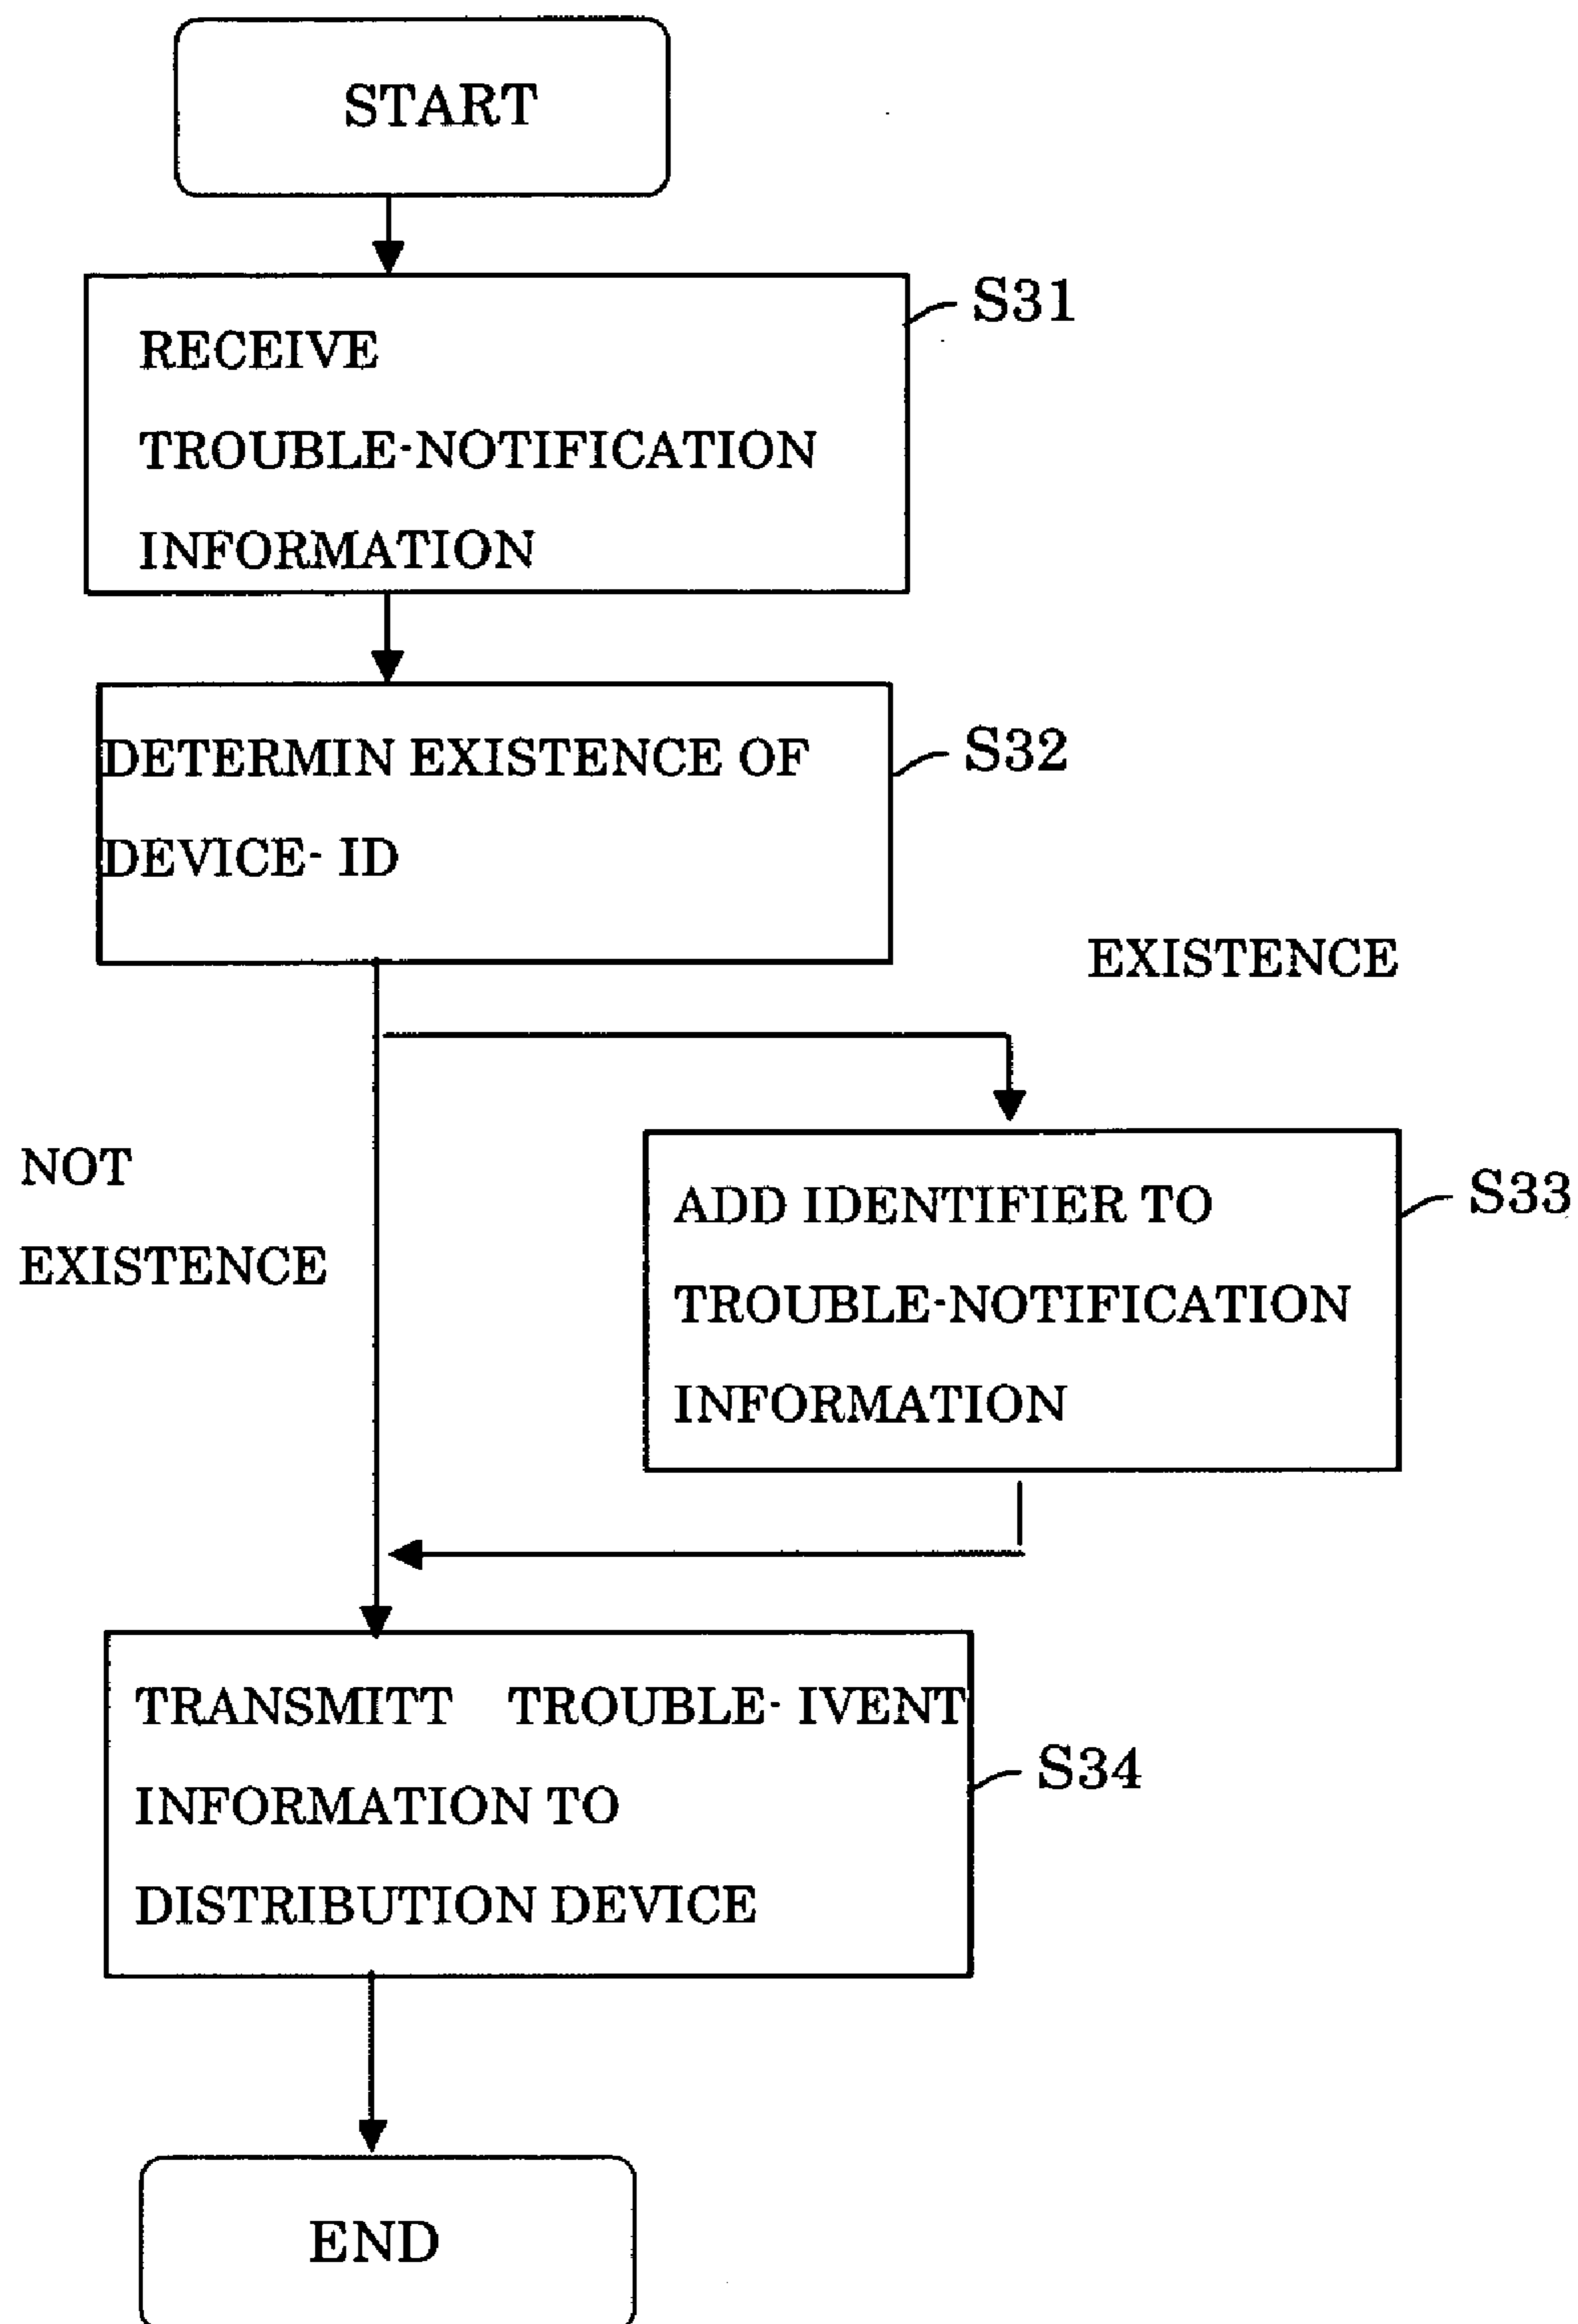 START
S31
RECEIVE
TROUBLE-NOTIFICATION
INFORMATION
S32
DETERMIN EXISTENCE OF
DEVICE- ID
EXISTENCE
NOT
EXISTENCE
S33
ADD IDENTIFIER TO
TROUBLE-NOTIFICATION
INFORMATION
TRANSMITT TROUBLE- IVENT
S34
INFORMATION TO
DISTRIBUTION DEVICE
END